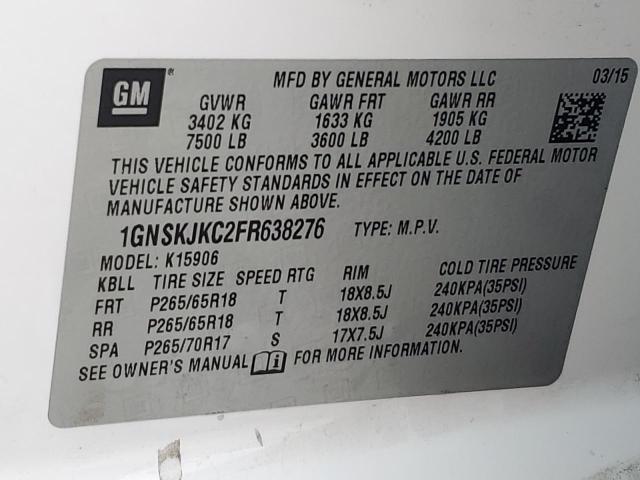 GM
MFD BY GENERAL MOTORS LLC 03/15
GVWR GAWR FRT GAWR RR
3402 KG 1633 KG 1905 KG
7500 LB 3600 LB 4200 LB
THIS VEHICLE CONFORMS TO ALL APPLICABLE U.S. FEDERAL MOTOR
VEHICLE SAFETY STANDARDS IN EFFECT ON THE DATE OF
MANUFACTURE SHOWN ABOVE.
1GNSKJKC2FR638276 TYPE: M.P.V.
MODEL: K15906
KBLL TIRE SIZE SPEED RTG RIM COLD TIRE PRESSURE
FRT P265/65R18 T 18X8.5J 240KPA(35PSI)
RR P265/65R18 T 18X8.5J 240KPA(35PSI)
SPA P265/70R17 S 17X7.5J 240KPA(35PSI)
SEE OWNER'S MANUAL FOR MORE INFORMATION.